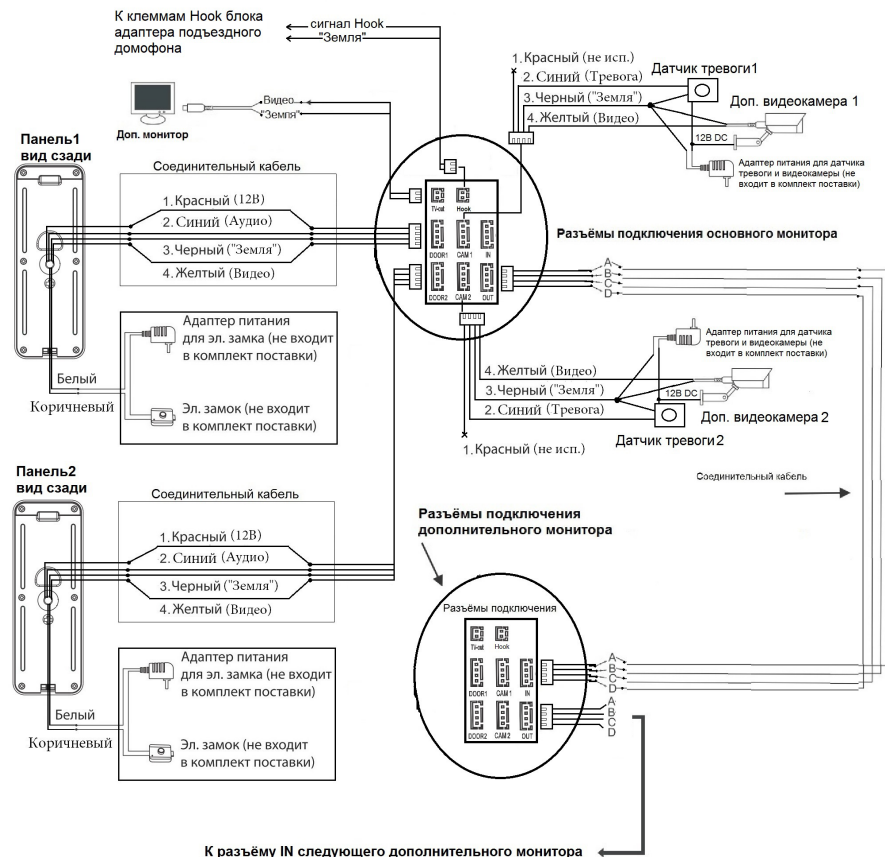 К клеммам Hook блока
адаптера подъездного
домофона
сигнал Hook
"Земля"
Видео
"Земля"
Доп. монитор
1.Красный (не исп.)
2. Синий (Тревога)
3.Черный ("Земля")
4. Желтый (Видео)
Датчик тревоги1
Доп. видеокамера 1
12В DC
Адаптер питания для датчика
тревоги и видеокамеры (не
входит в комплект поставки)
Панель1
вид сзади
Соединительный кабель
1.Красный (12В)
2. Синий (Аудио)
3.Черный ("Земля")
4. Желтый (Видео)
TV-out Hook
DOOR1 CAM 1 IN
DOOR2 CAM 2 OUT
Разъёмы подключения основного монитора
A
B
C
D
Адаптер питания
для эл. замка (не входит
в комплект поставки)
Белый
Коричневый
Эл. замок (не входит
в комплект поставки)
Адаптер питания для датчика
тревоги и видеокамеры (не
входит в комплект поставки)
4. Желтый (Видео)
3. Черный ("Земля")
2. Синий (Тревога)
1.Красный (не исп.)
12В DC
Доп. видеокамера 2
Датчик тревоги2
Соединительный кабель
Панель2
вид сзади
Соединительный кабель
1.Красный (12В)
2. Синий (Аудио)
3.Черный ("Земля")
4. Желтый (Видео)
Разъёмы подключения
дополнительного монитора
Разъёмы подключения
TV-out Hook
DOOR1 CAM 1 IN
DOOR2 CAM 2 OUT
A
B
C
D
A
B
C
D
Адаптер питания
для эл. замка (не входит
в комплект поставки)
Белый
Коричневый
Эл. замок (не входит
в комплект поставки)
К разъёму IN следующего дополнительного монитора